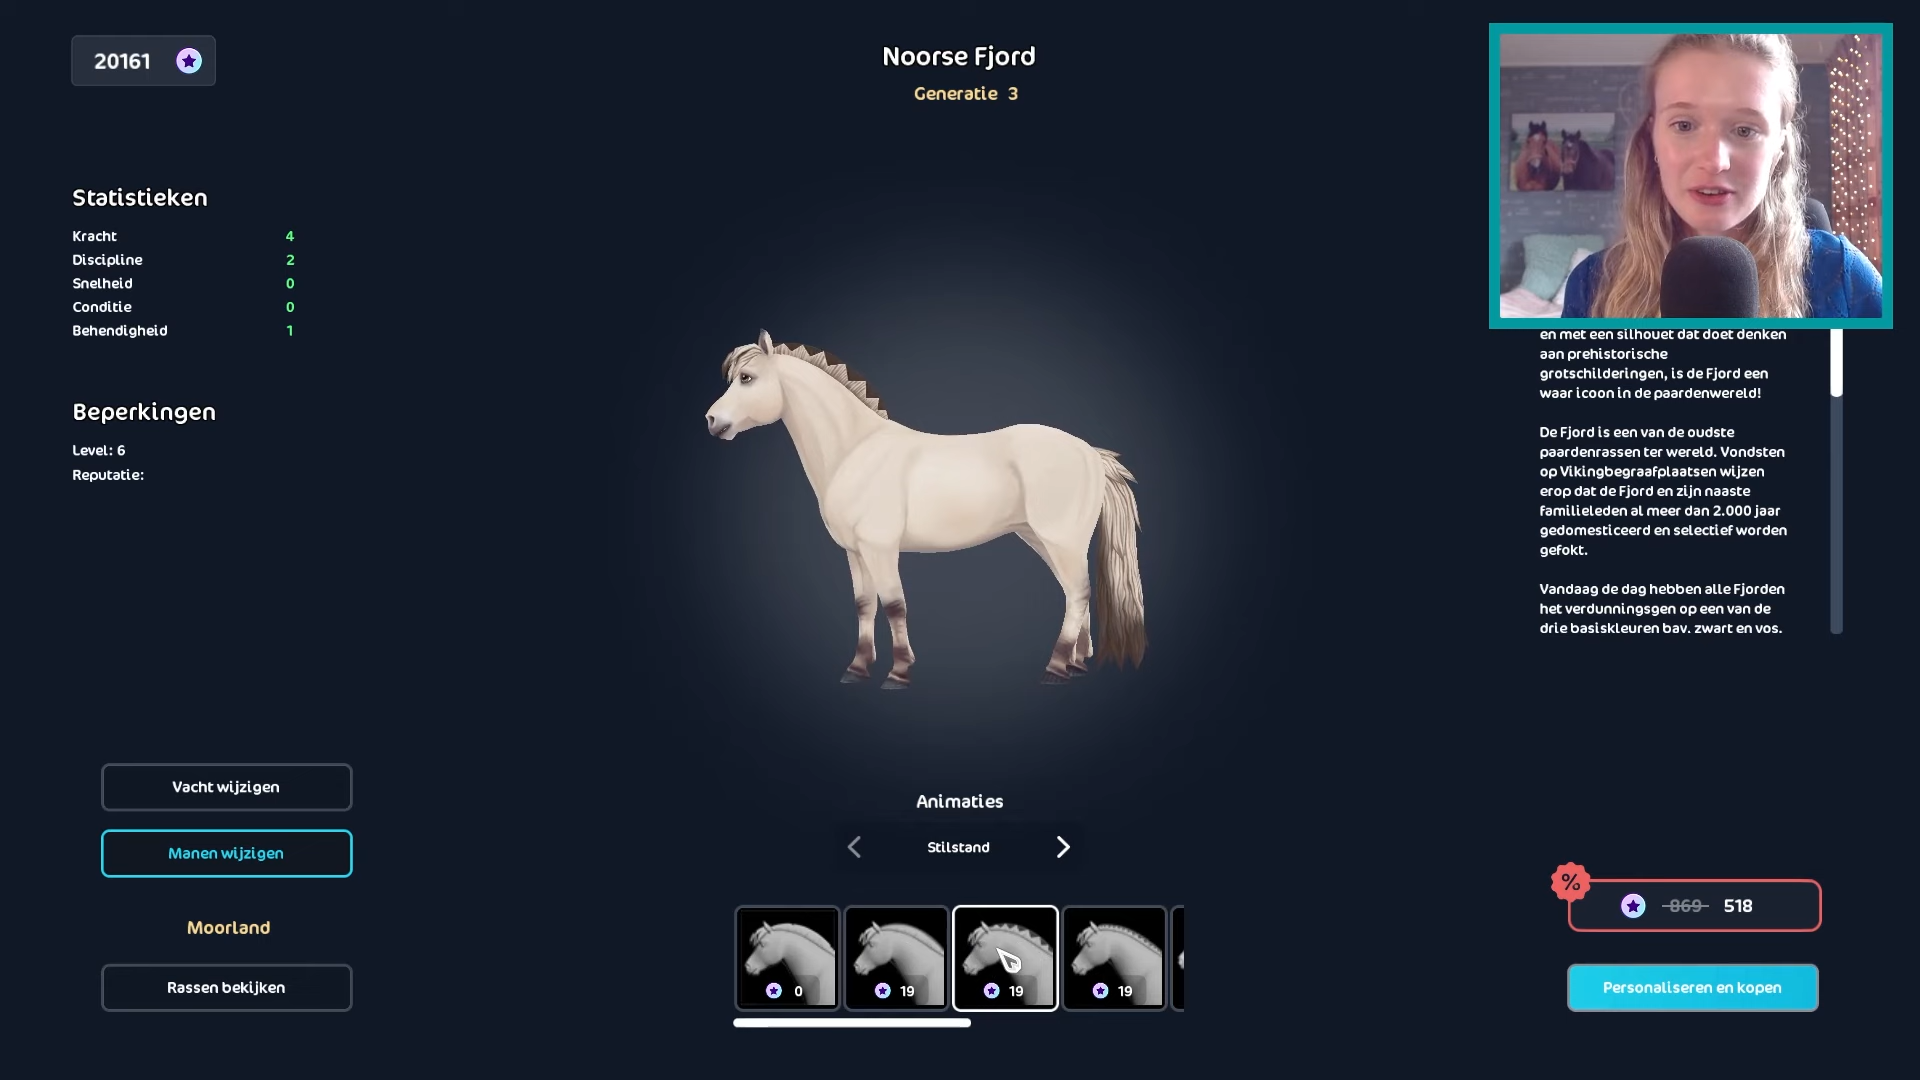 20161
Noorse Fjord
Generatie 3
Statistieken
Kracht 4
Discipline 2
Snelheid 0
Conditie 0
Behendigheid 1
Beperkingen
Level: 6
Reputatie:
en met een silhouet dat doet denken
aan prehistorische
grotschilderingen, is de Fjord een
waar icoon in de paardenwereld!
De Fjord is een van de oudste
paardenrassen ter wereld. Vondsten
op Vikingbegraafplaatsen wijzen
erop dat de Fjord en zijn naaste
familieleden al meer dan 2.000 jaar
gedomesticeerd en selectief worden
gefokt.
Vandaag de dag hebben alle Fjorden
het verdunningsgen op een van de
drie basiskleuren bay, zwart en vos.
Vacht wijzigen
Manen wijzigen
Moorland
Rassen bekijken
Animaties
Stilstand
0
19
19
19
%
869 518
Personaliseren en kopen